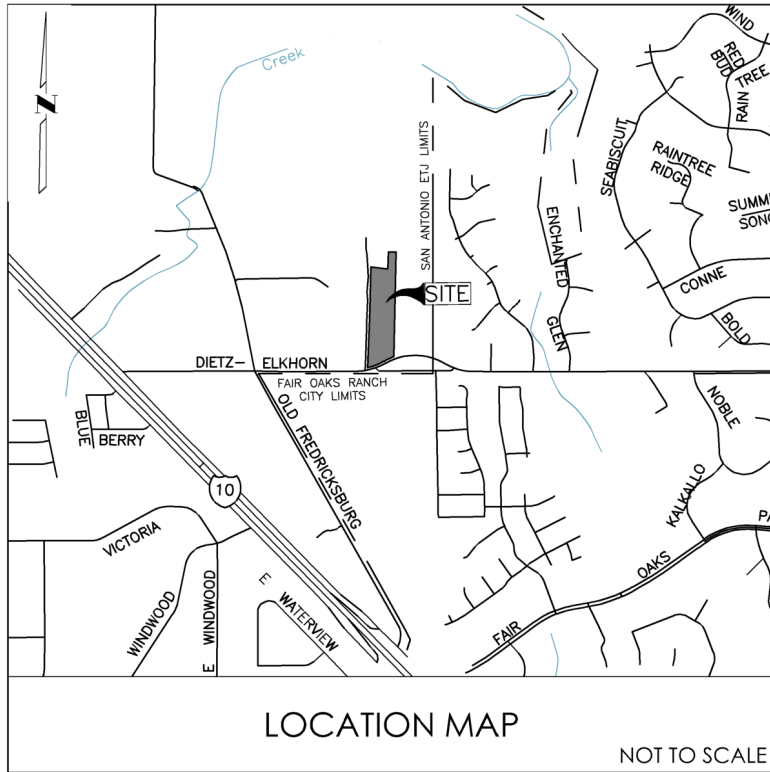 WIND
RED
BUD
TREE
RAIN
Creek
N
SEABISCUIT
RAINTREE
RIDGE
SUMM
SONG
SAN ANTONIO ETJ LIMITS
ENCHANTED
GLEN
SITE
CONNE
BOLD
DIETZ— ELKHORN
FAIR OAKS RANCH
CITY LIMITS
BLUE
BERRY
OLD FREDRICKSBURG
NOBLE
10
KALKALLO
PA
VICTORIA
WINDWOOD
E WINDWOOD
E WATERVIEW
FAIR OAKS
LOCATION MAP
NOT TO SCALE